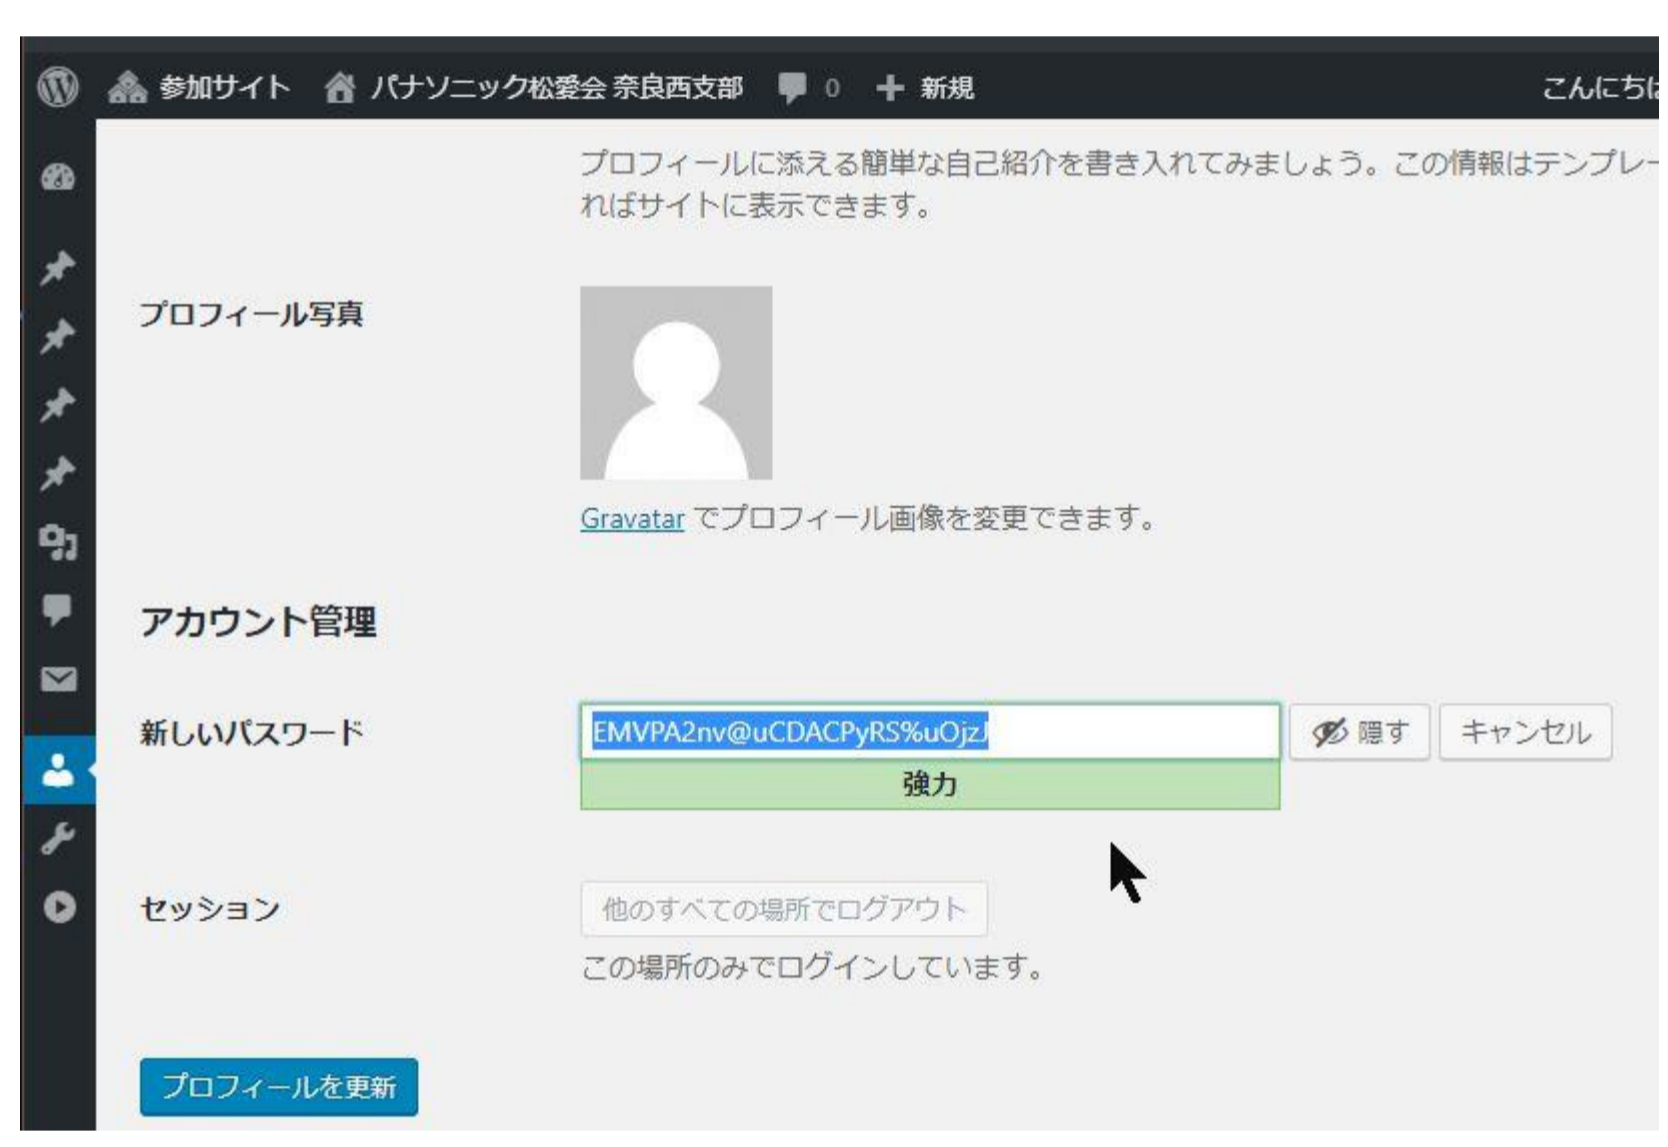 参加サイト パナソニック松愛会 奈良西支部 0 新規 こんにちは
プロフィールに添える簡単な自己紹介を書き入れてみましょう。この情報はテンプレー
ればサイトに表示できます。
プロフィール写真
Gravatar でプロフィール画像を変更できます。
アカウント管理
新しいパスワード EMVPA2nv@uCDACPyRS%uOjzJ 隠す キャンセル
強力
セッション 他のすべての場所でログアウト
この場所のみでログインしています。
プロフィールを更新